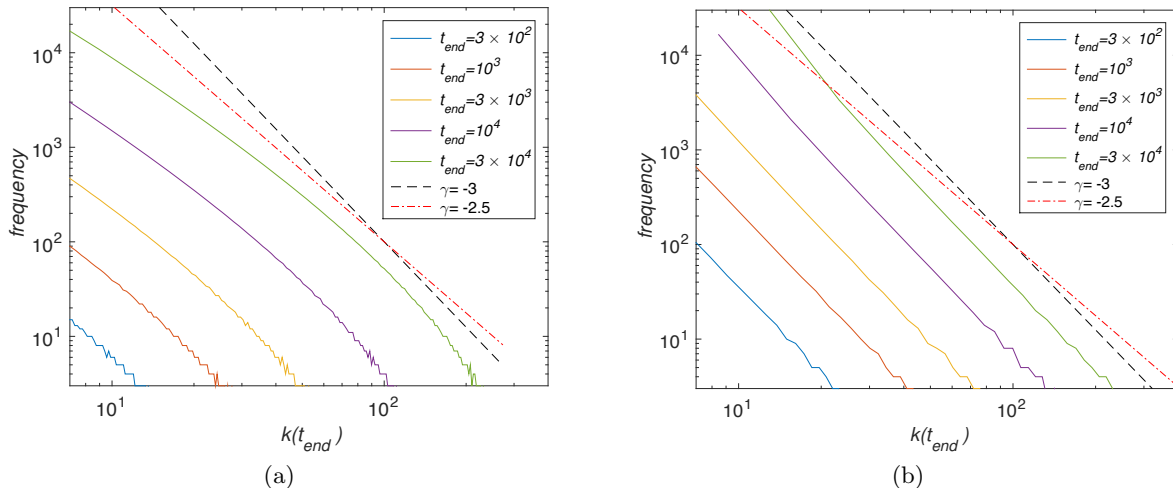 10^4
10^3
10^2
10^1
frequency
10^1
10^2
k(t_end)
t_end=3 × 10^2
t_end=10^3
t_end=3 × 10^3
t_end=10^4
t_end=3 × 10^4
γ= -3
γ= -2.5
(a)
10^4
10^3
10^2
10^1
frequency
10^1
10^2
k(t_end)
t_end=3 × 10^2
t_end=10^3
t_end=3 × 10^3
t_end=10^4
t_end=3 × 10^4
γ= -3
γ= -2.5
(b)